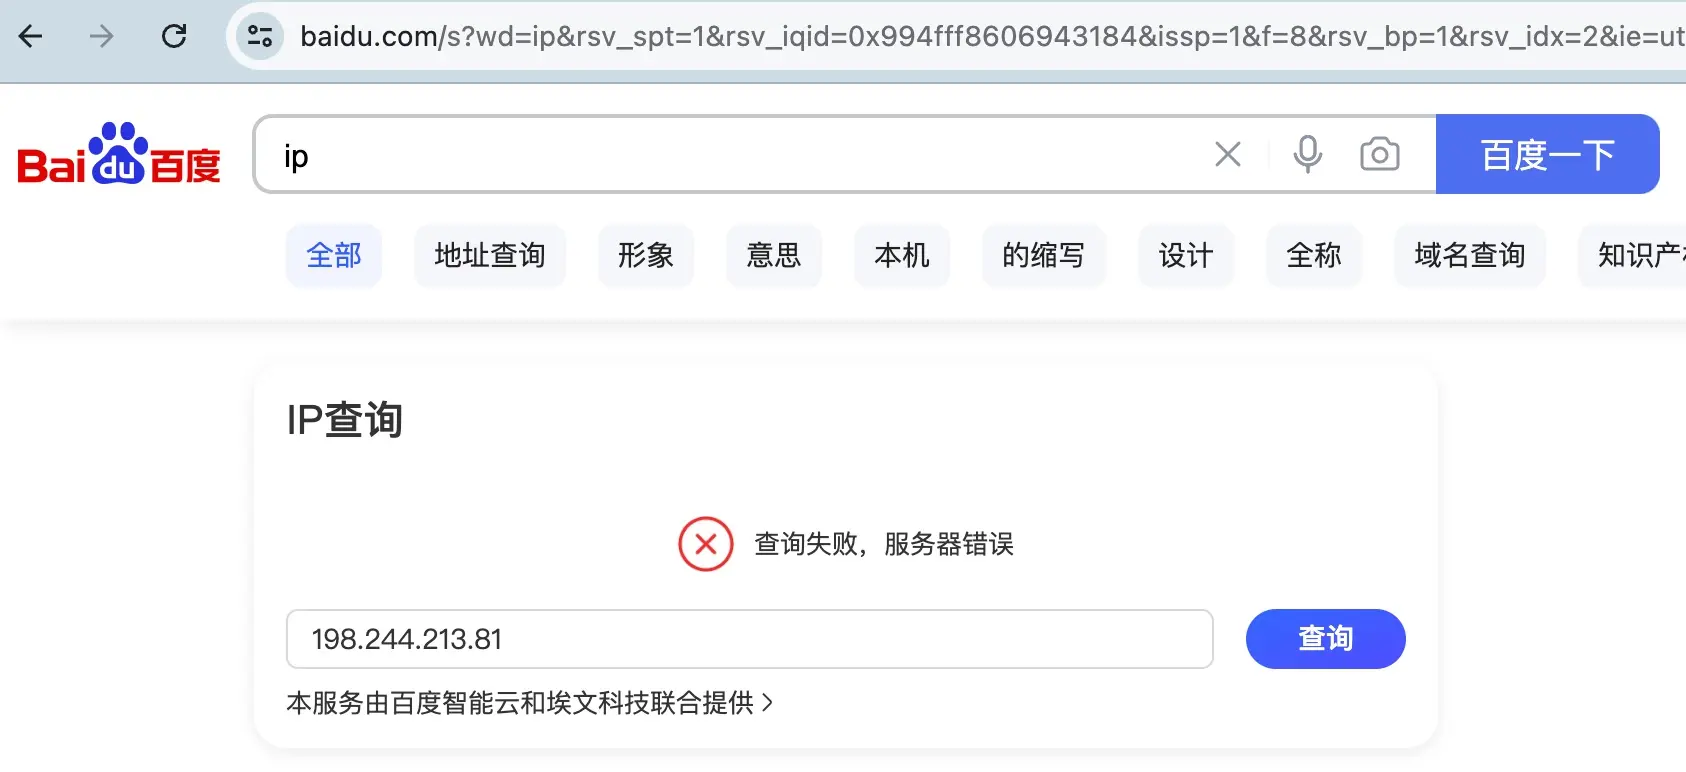 baidu.com/s?wd=ip&rsv_spt=1&rsv_iqid=0x994fff8606943184&issp=1&f=8&rsv_bp=1&rsv_idx=2&ie=ut
Bai du 百度 ip 百度一下
全部 地址查询 形象 意思 本机 的缩写 设计 全称 域名查询 知识产
IP查询
查询失败，服务器错误
198.244.213.81 查询
本服务由百度智能云和埃文科技联合提供 >